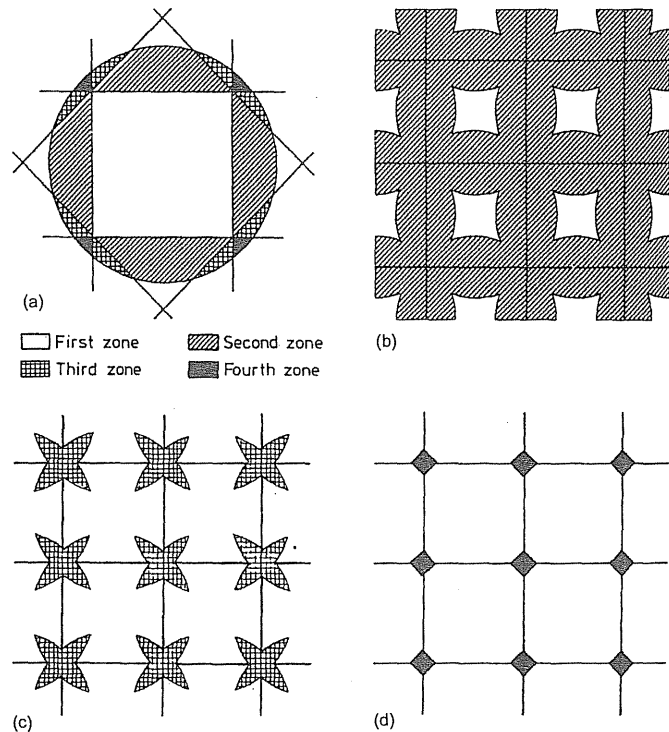 (a)
(b)
First zone
Second zone
Third zone
Fourth zone
(c)
(d)